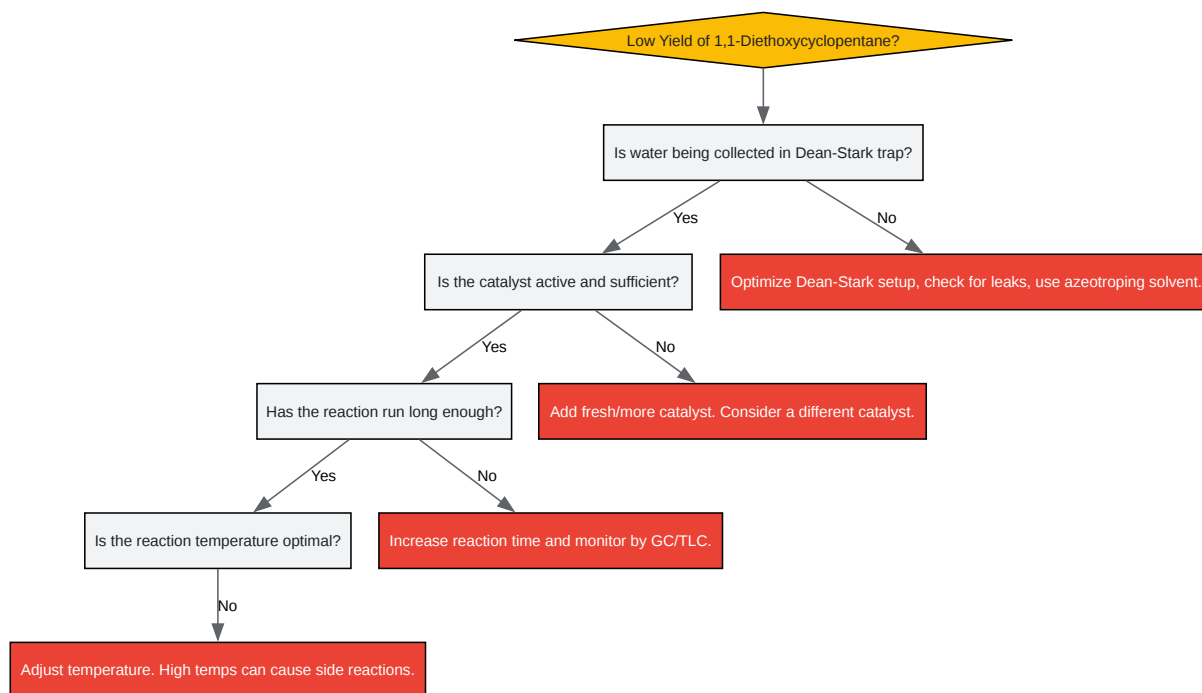 Low Yield of 1,1-Diethoxycyclopentane?
Is water being collected in Dean-Stark trap?
Yes
No
Is the catalyst active and sufficient?
Optimize Dean-Stark setup, check for leaks, use azeotroping solvent.
Yes
No
Has the reaction run long enough?
Add fresh/more catalyst. Consider a different catalyst.
Yes
No
Is the reaction temperature optimal?
Increase reaction time and monitor by GC/TLC.
No
Adjust temperature. High temps can cause side reactions.